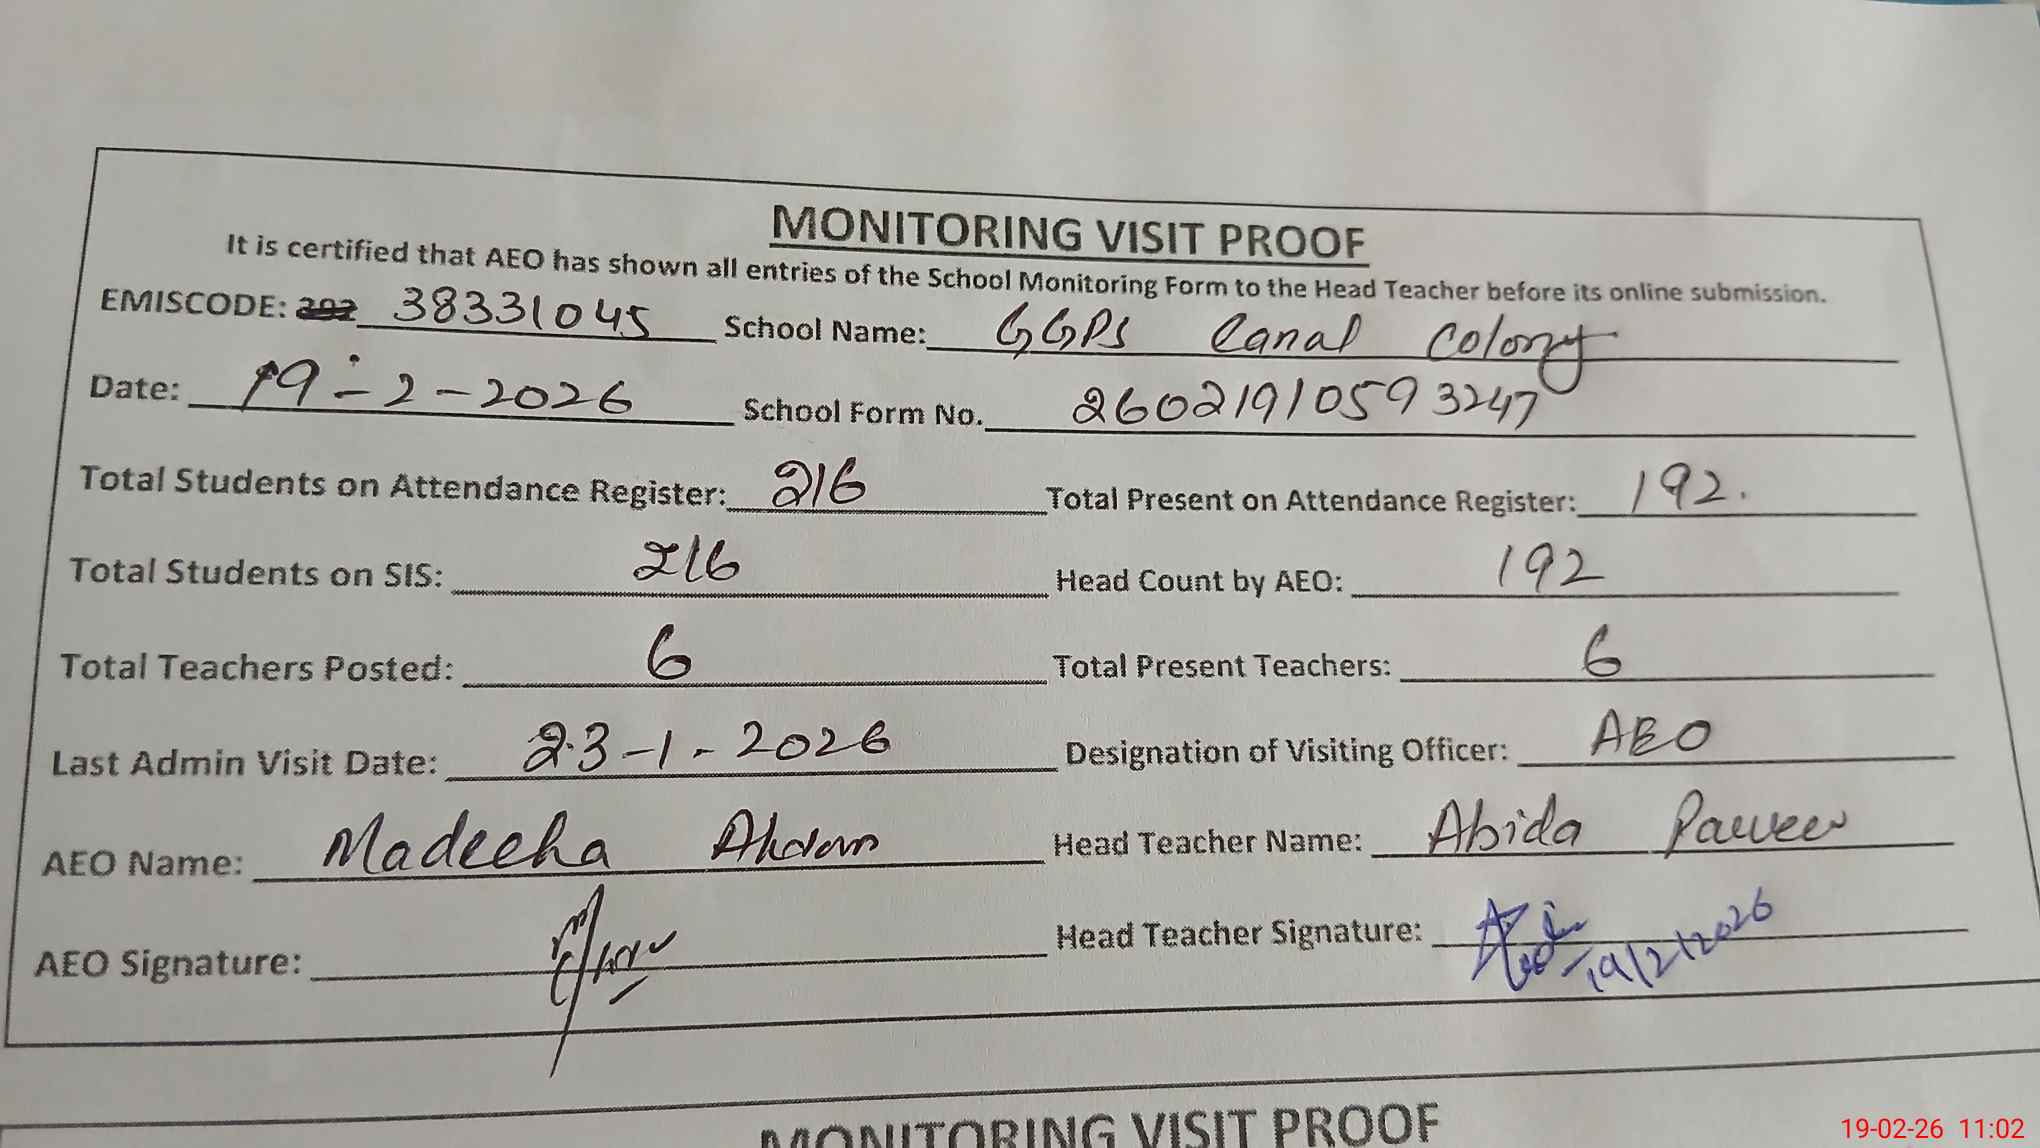 MONITORING VISIT PROOF
It is certified that AEO has shown all entries of the School Monitoring Form to the Head Teacher before its online submission.
EMISCODE: 38331045 School Name: GGPS Canal Colony
Date: 19-2-2026 School Form No. 26021910593247
Total Students on Attendance Register: 216 Total Present on Attendance Register: 192.
Total Students on SIS: 216 Head Count by AEO: 192
Total Teachers Posted: 6 Total Present Teachers: 6
Last Admin Visit Date: 23-1-2026 Designation of Visiting Officer: AEO
AEO Name: Madeeha Head Teacher Name: Abida Parveen
AEO Signature: Head Teacher Signature: 19/2/2026
MONITORING VISIT PROOF
19-02-26 11:02